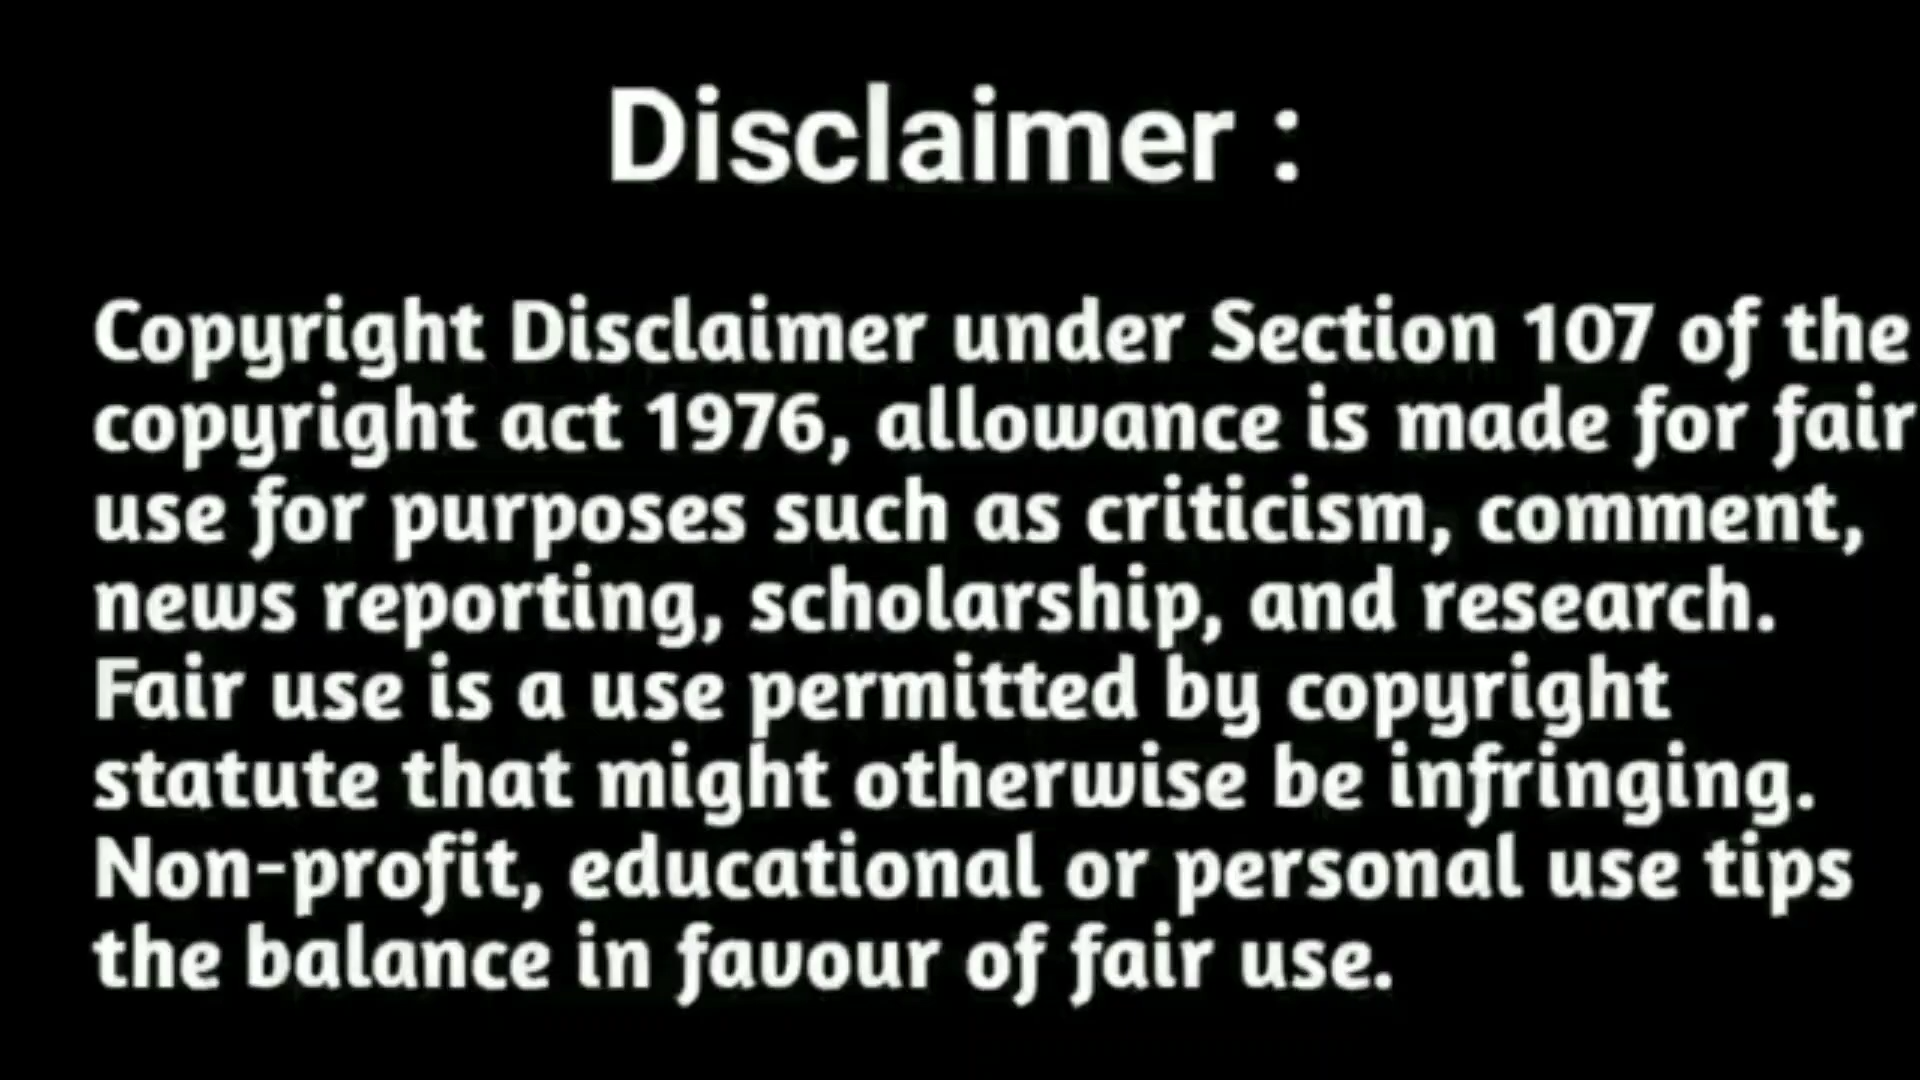 Disclaimer :
Copyright Disclaimer under Section 107 of the
copyright act 1976, allowance is made for fair
use for purposes such as criticism, comment,
news reporting, scholarship, and research.
Fair use is a use permitted by copyright
statute that might otherwise be infringing.
Non-profit, educational or personal use tips
the balance in favour of fair use.